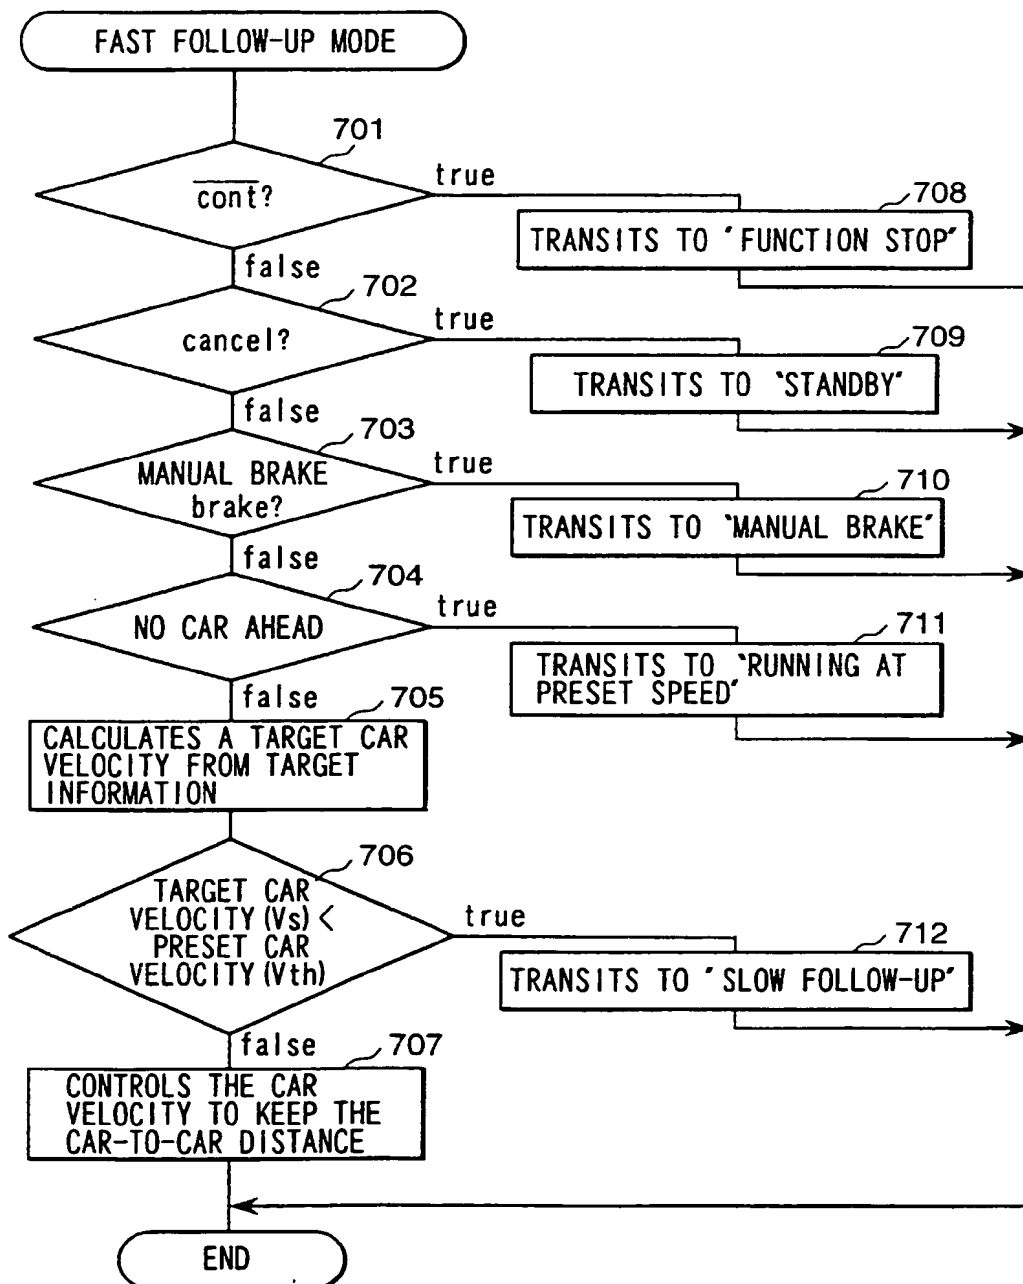 FAST FOLLOW-UP MODE
701
cont?
true
708
TRANSITS TO "FUNCTION STOP"
false
702
cancel?
true
709
TRANSITS TO "STANDBY"
false
703
MANUAL BRAKE
brake?
true
710
TRANSITS TO "MANUAL BRAKE"
false
704
NO CAR AHEAD
true
711
TRANSITS TO "RUNNING AT
PRESET SPEED"
false
705
CALCULATES A TARGET CAR
VELOCITY FROM TARGET
INFORMATION
706
TARGET CAR
VELOCITY (Vs) <
PRESET CAR
VELOCITY (Vth)
true
712
TRANSITS TO "SLOW FOLLOW-UP"
false
707
CONTROLS THE CAR
VELOCITY TO KEEP THE
CAR-TO-CAR DISTANCE
END